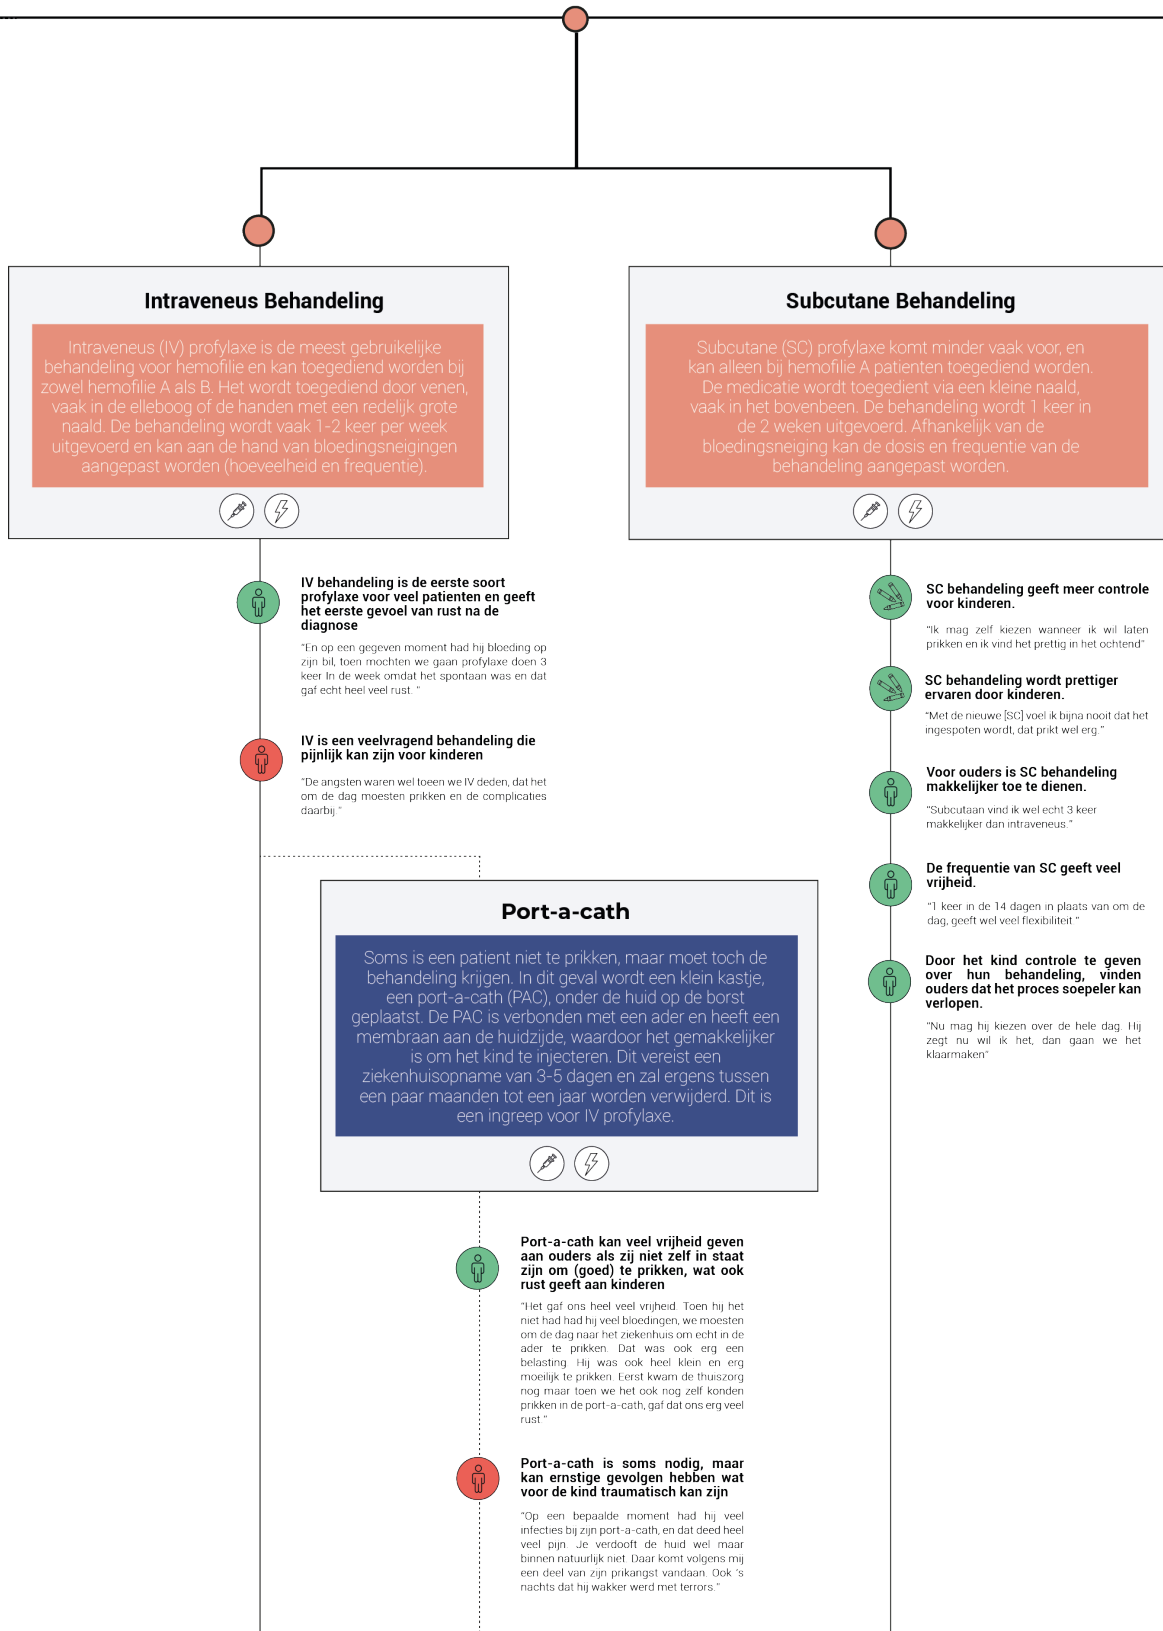 Intraveneus Behandeling
Intraveneus (IV) profylaxe is de meest gebruikelijke
behandeling voor hemofilie en kan toegediend worden bij
zowel hemofilie A als B. Het wordt toegediend door venen,
vaak in de elleboog of de handen met een redelijk grote
naald. De behandeling wordt vaak 1-2 keer per week
uitgevoerd en kan aan de hand van bloedingsneigingen
aangepast worden (hoeveelheid en frequentie).
IV behandeling is de eerste soort
profylaxe voor veel patienten en geeft
het eerste gevoel van rust na de
diagnose
"En op een gegeven moment had hij bloeding op
zijn bil, toen mochten we gaan profylaxe doen 3
keer In de week omdat het spontaan was en dat
gaf echt heel veel rust. "
IV is een veelvragend behandeling die
pijnlijk kan zijn voor kinderen
"De angsten waren wel toeen we IV deden, dat het
om de dag moesten prikken en de complicaties
daarbij."
Port-a-cath
Soms is een patient niet te prikken, maar moet toch de
behandeling krijgen. In dit geval wordt een klein kastje,
een port-a-cath (PAC), onder de huid op de borst
geplaatst. De PAC is verbonden met een ader en heeft een
membraan aan de huidzijde, waardoor het gemakkelijker
is om het kind te injecteren. Dit vereist een
ziekenhuisopname van 3-5 dagen en zal ergens tussen
een paar maanden tot een jaar worden verwijderd. Dit is
een ingreep voor IV profylaxe.
Port-a-cath kan veel vrijheid geven
aan ouders als zij niet zelf in staat
zijn om (goed) te prikken, wat ook
rust geeft aan kinderen
"Het gaf ons heel veel vrijheid. Toen hij het
niet had had hij veel bloedingen, we moesten
om de dag naar het ziekenhuis om echt in de
ader te prikken. Dat was ook erg een
belasting. Hij was ook heel klein en erg
moeilijk te prikken. Eerst kwam de thuiszorg
nog maar toen we het ook nog zelf konden
prikken in de port-a-cath, gaf dat ons erg veel
rust."
Port-a-cath is soms nodig, maar
kan ernstige gevolgen hebben wat
voor de kind traumatisch kan zijn
"Op een bepaalde moment had hij veel
infecties bij zijn port-a-cath, en dat deed heel
veel pijn. Je verdooft de huid wel maar
binnen natuurlijk niet. Daar komt volgens mij
een deel van zijn prikangst vandaan. Ook 's
nachts dat hij wakker werd met terrors."
Subcutane Behandeling
Subcutane (SC) profylaxe komt minder vaak voor, en
kan alleen bij hemofilie A patienten toegediend worden.
De medicatie wordt toegedient via een kleine naald,
vaak in het bovenbeen. De behandeling wordt 1 keer in
de 2 weken uitgevoerd. Afhankelijk van de
bloedingsneiging kan de dosis en frequentie van de
behandeling aangepast worden.
SC behandeling geeft meer controle
voor kinderen.
"Ik mag zelf kiezen wanneer ik wil laten
prikken en ik vind het prettig in het ochtend"
SC behandeling wordt prettiger
ervaren door kinderen.
"Met de nieuwe [SC] voel ik bijna nooit dat het
ingespoten wordt, dat prikt wel erg."
Voor ouders is SC behandeling
makkelijker toe te dienen.
"Subcutaan vind ik wel echt 3 keer
makkelijker dan intraveneus."
De frequentie van SC geeft veel
vrijheid.
"1 keer in de 14 dagen in plaats van om de
dag, geeft wel veel flexibiliteit."
Door het kind controle te geven
over hun behandeling, vinden
ouders dat het proces soepeler kan
verlopen.
"Nu mag hij kiezen over de hele dag. Hij
zegt nu wil ik het, dan gaan we het
klaarmaken"